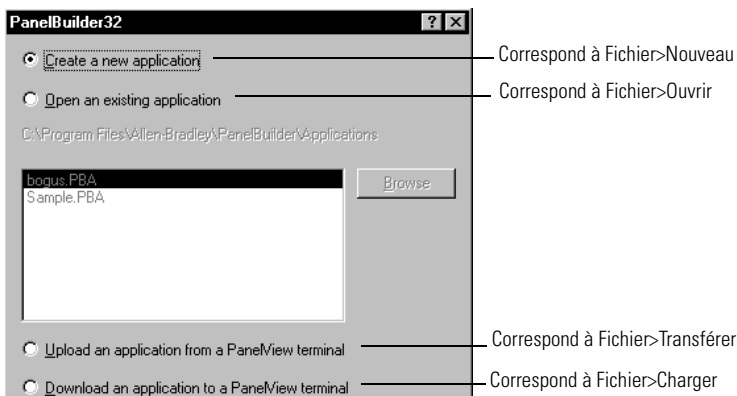 PanelBuilder32
Create a new application
Correspond à Fichier>Nouveau
Open an existing application
Correspond à Fichier>Ouvrir
C:\Program Files\Allen-Bradley\PanelBuilder\Applications
bogus.PBA
Browse
Sample.PBA
Upload an application from a PanelView terminal
Correspond à Fichier>Transférer
Download an application to a PanelView terminal
Correspond à Fichier>Charger